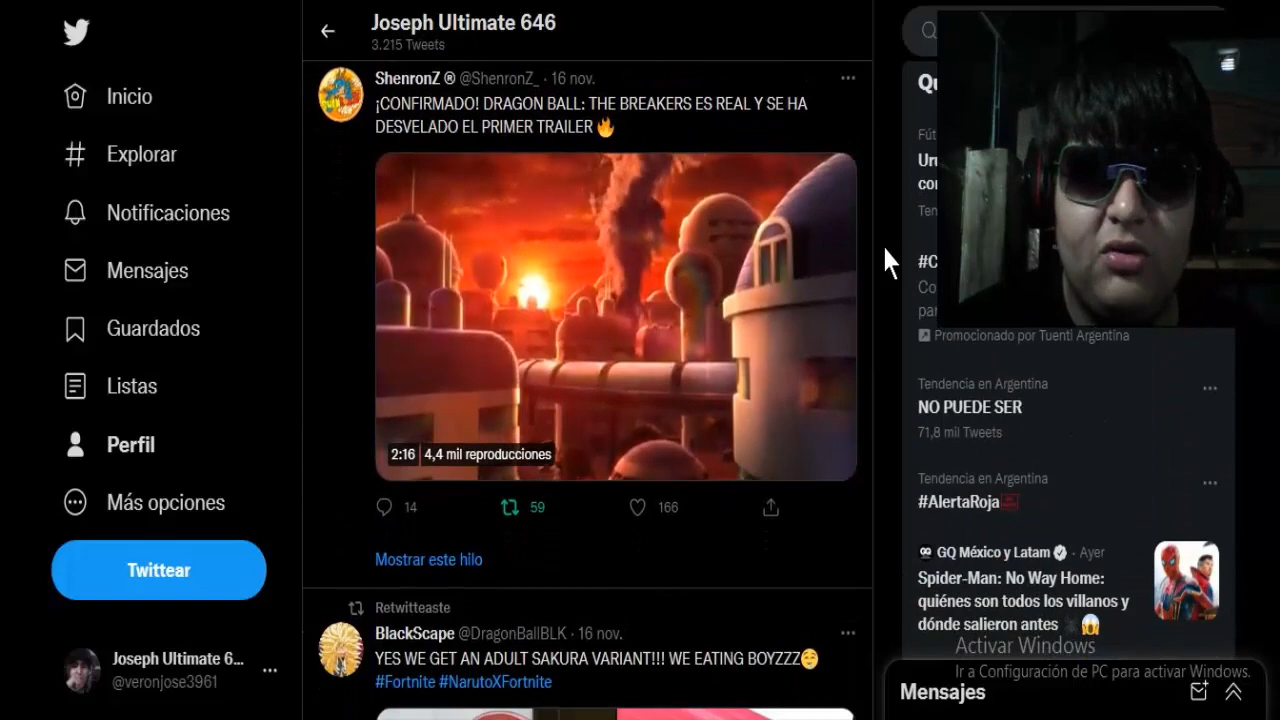 Joseph Ultimate 646
3.215 Tweets
Inicio
Explorar
Notificaciones
Mensajes
Guardados
Listas
Perfil
Más opciones
Twittear
Joseph Ultimate 6...
@veronjose3961
ShenronZ ® @ShenronZ_ · 16 nov.
¡CONFIRMADO! DRAGON BALL: THE BREAKERS ES REAL Y SE HA
DESVELADO EL PRIMER TRAILER 🔥
2:16 4,4 mil reproducciones
14 59 166
Mostrar este hilo
Retwitteaste
BlackScape @DragonBallBLK · 16 nov.
YES WE GET AN ADULT SAKURA VARIANT!!! WE EATING BOYZZZ☺️
#Fortnite #NarutoXFortnite
Promocionado por Tuenti Argentina
Tendencia en Argentina
NO PUEDE SER
71,8 mil Tweets
Tendencia en Argentina
#AlertaRoja
GQ México y Latam · Ayer
Spider-Man: No Way Home:
quiénes son todos los villanos y
dónde salieron antes 🕷️😱
Activar Windows
Ir a Configuración de PC para activar Windows.
Mensajes